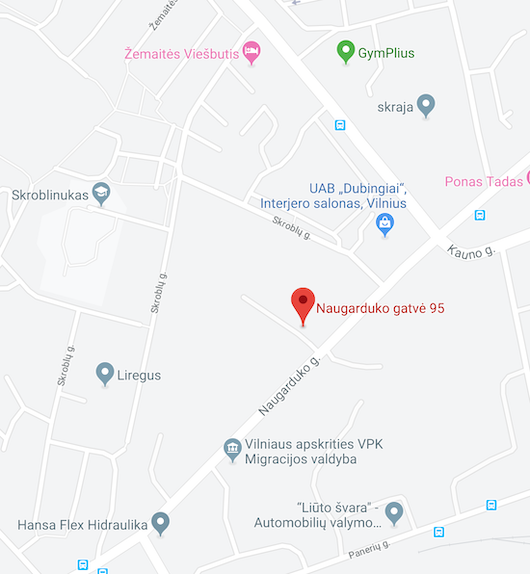 Žemaitės
Žemaitės Viešbutis
GymPlius
skraja
Ponas Tadas
Skroblinukas
UAB „Dubingiai“,
Interjero salonas, Vilnius
Skroblų g.
Kauno g.
Skroblų g.
Naugarduko gatvė 95
Skroblų g.
Liregus
Naugarduko g.
Vilniaus apskrities VPK
Migracijos valdyba
"Liūto švara" -
Automobilių valymo...
Hansa Flex Hidraulika
Panerių g.